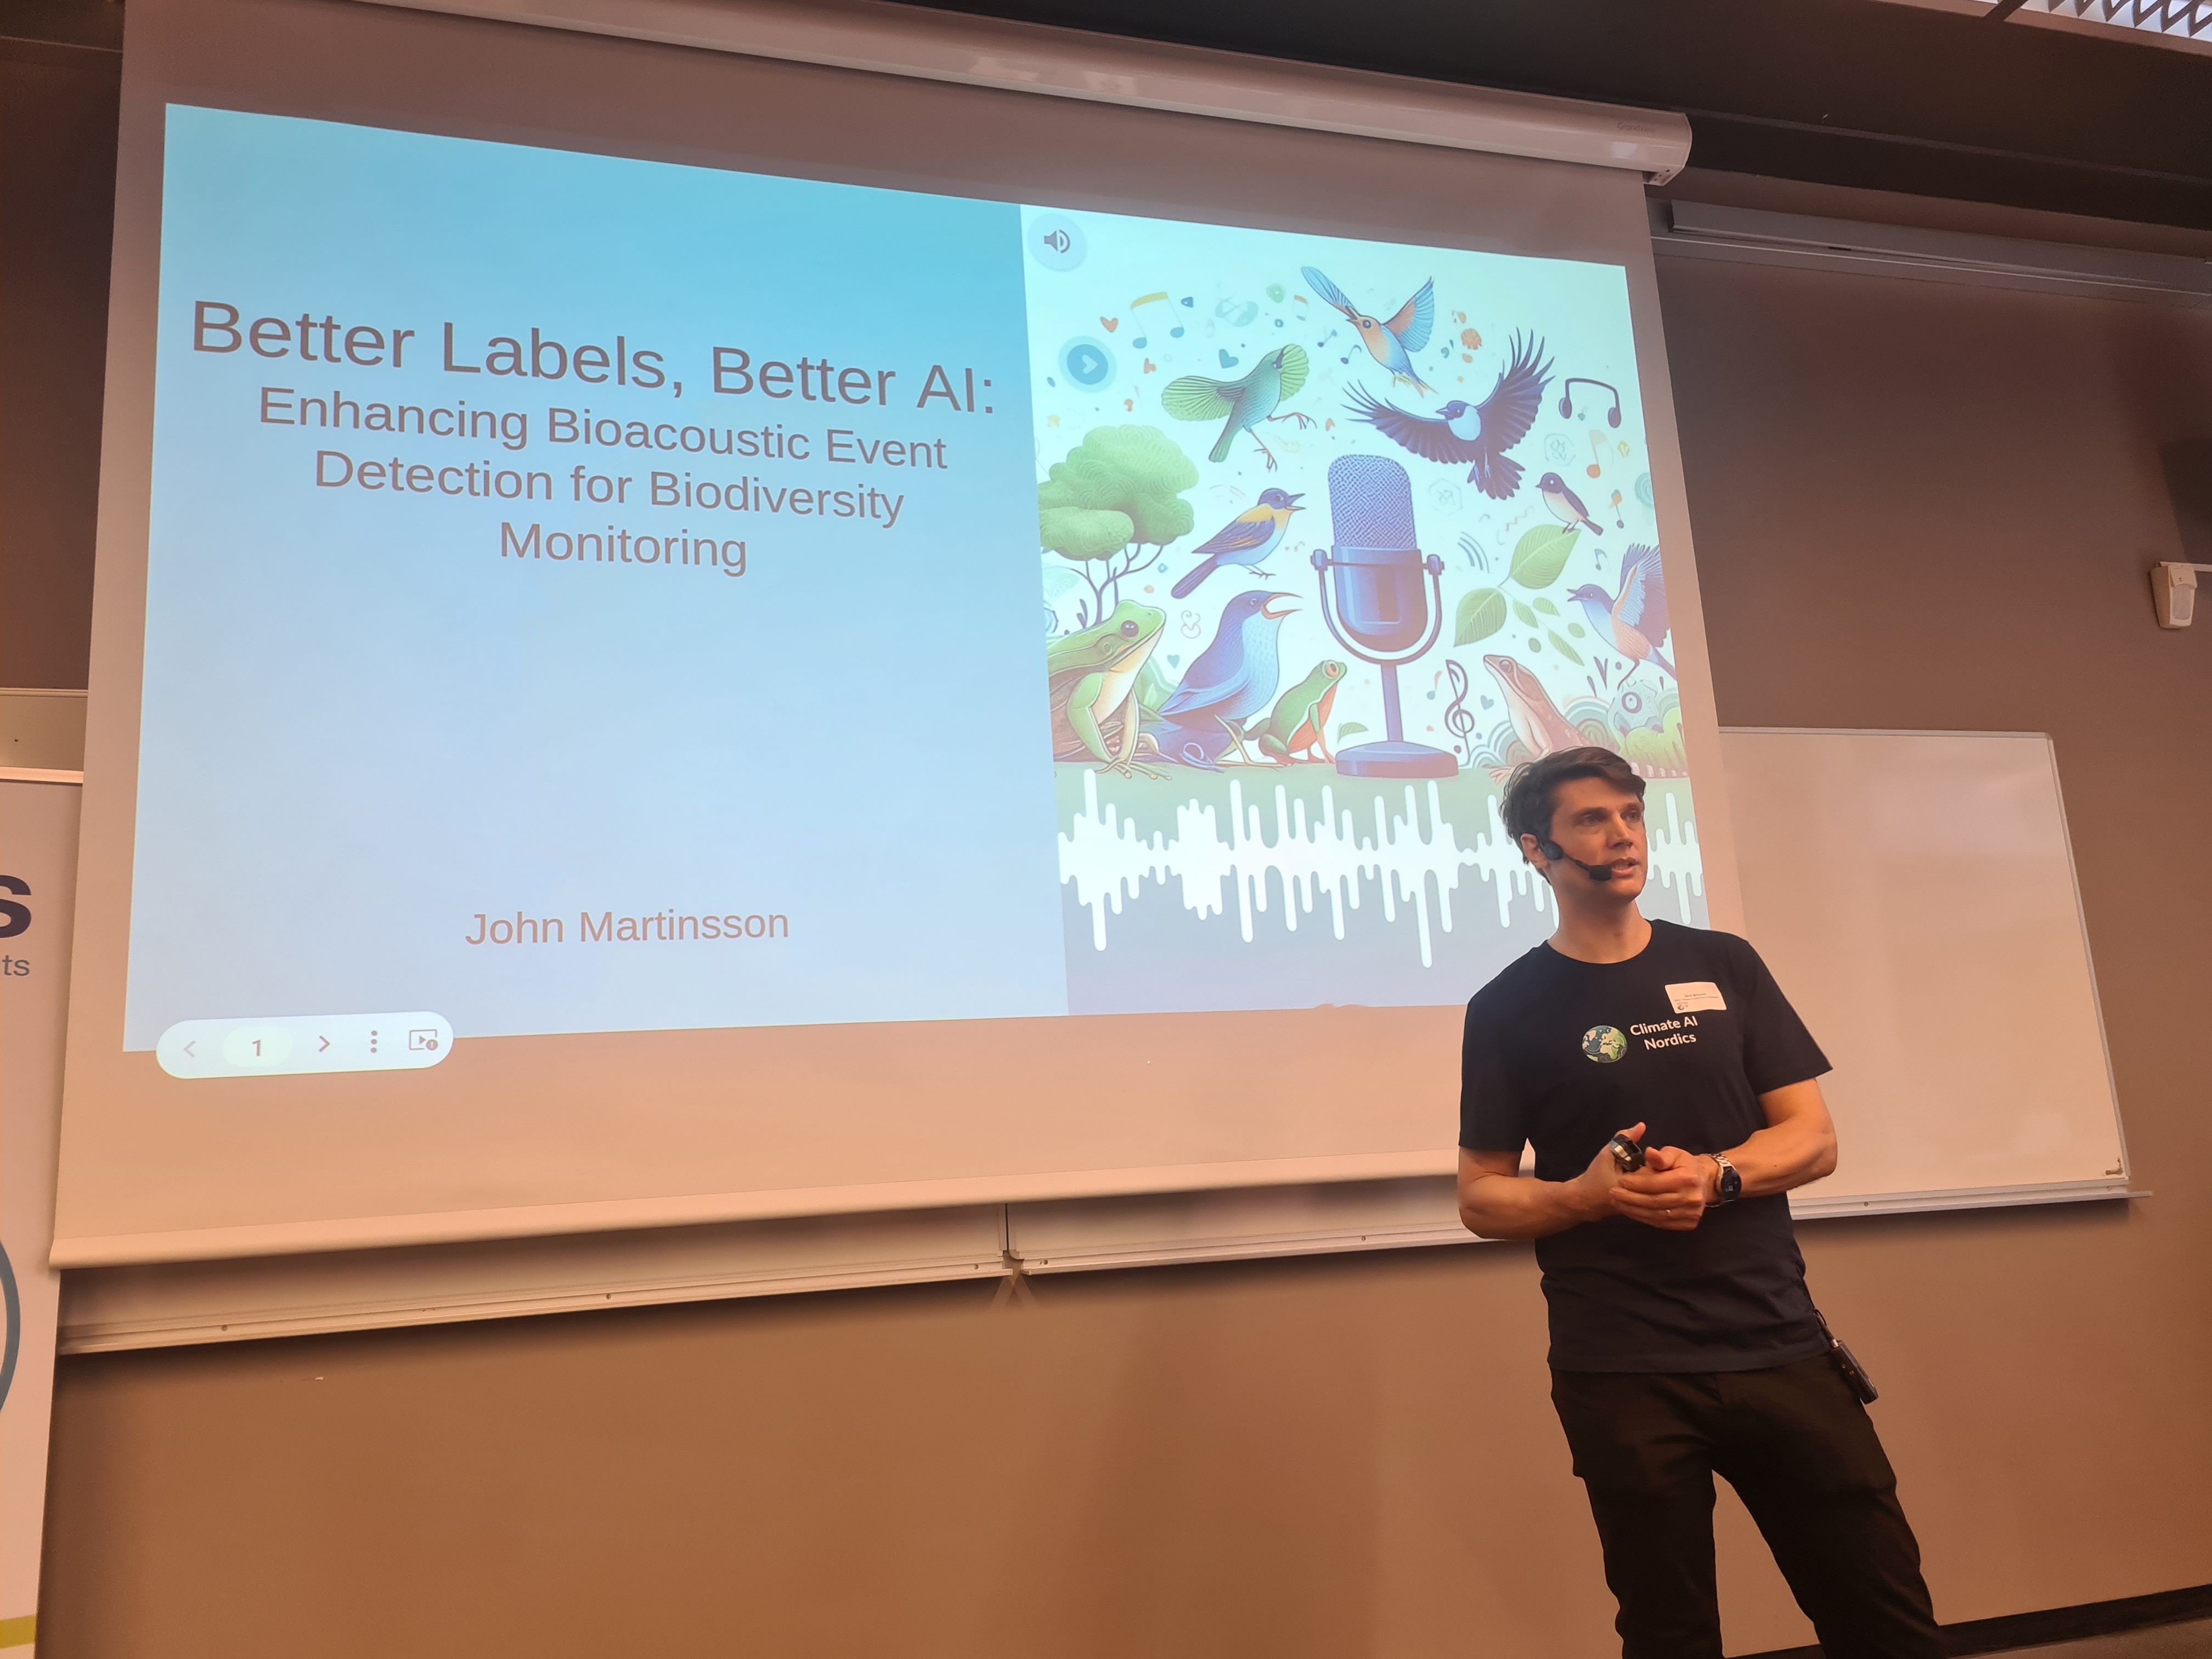 Better Labels, Better AI:
Enhancing Bioacoustic Event
Detection for Biodiversity
Monitoring
John Martinsson
1
s
ts
Climate AI
Nordics